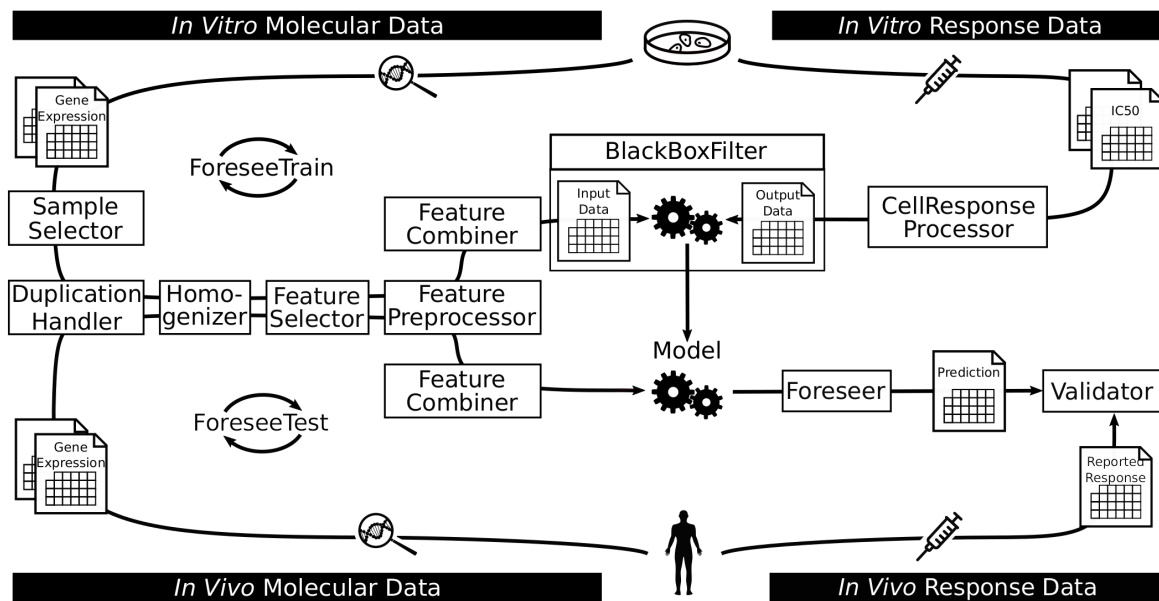 In Vitro Molecular Data
In Vitro Response Data
Gene
Expression
IC50
ForeseeTrain
BlackBoxFilter
Input
Data
Output
Data
Sample
Selector
Feature
Combiner
CellResponse
Processor
Duplication
Handler
Homo-
genizer
Feature
Selector
Feature
Preprocessor
Model
Feature
Combiner
Foreseer
Prediction
Validator
ForeseeTest
Gene
Expression
Reported
Response
In Vivo Molecular Data
In Vivo Response Data